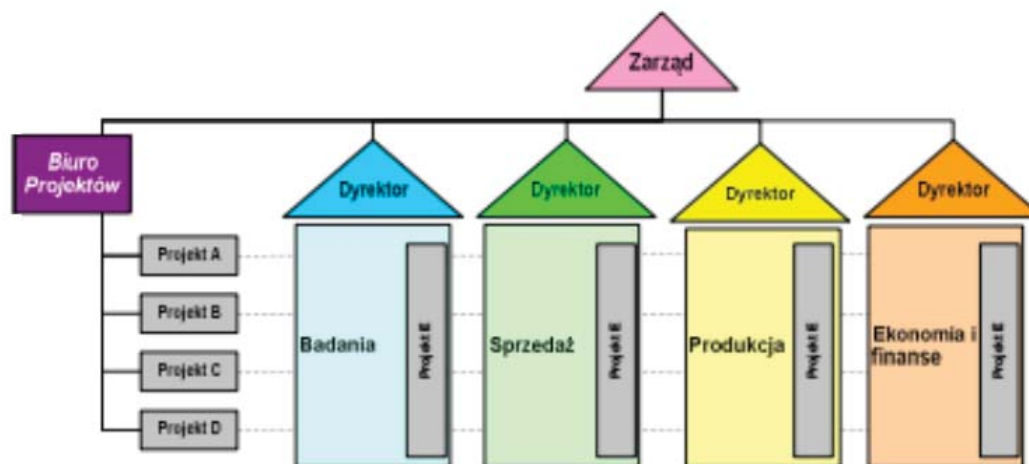 Zarząd
Biuro
Projektów
Dyrektor
Dyrektor
Dyrektor
Dyrektor
Projekt A
Projekt B
Projekt C
Projekt D
Badania
Projekt E
Sprzedaż
Projekt E
Produkcja
Projekt E
Ekonomia i
finanse
Projekt E